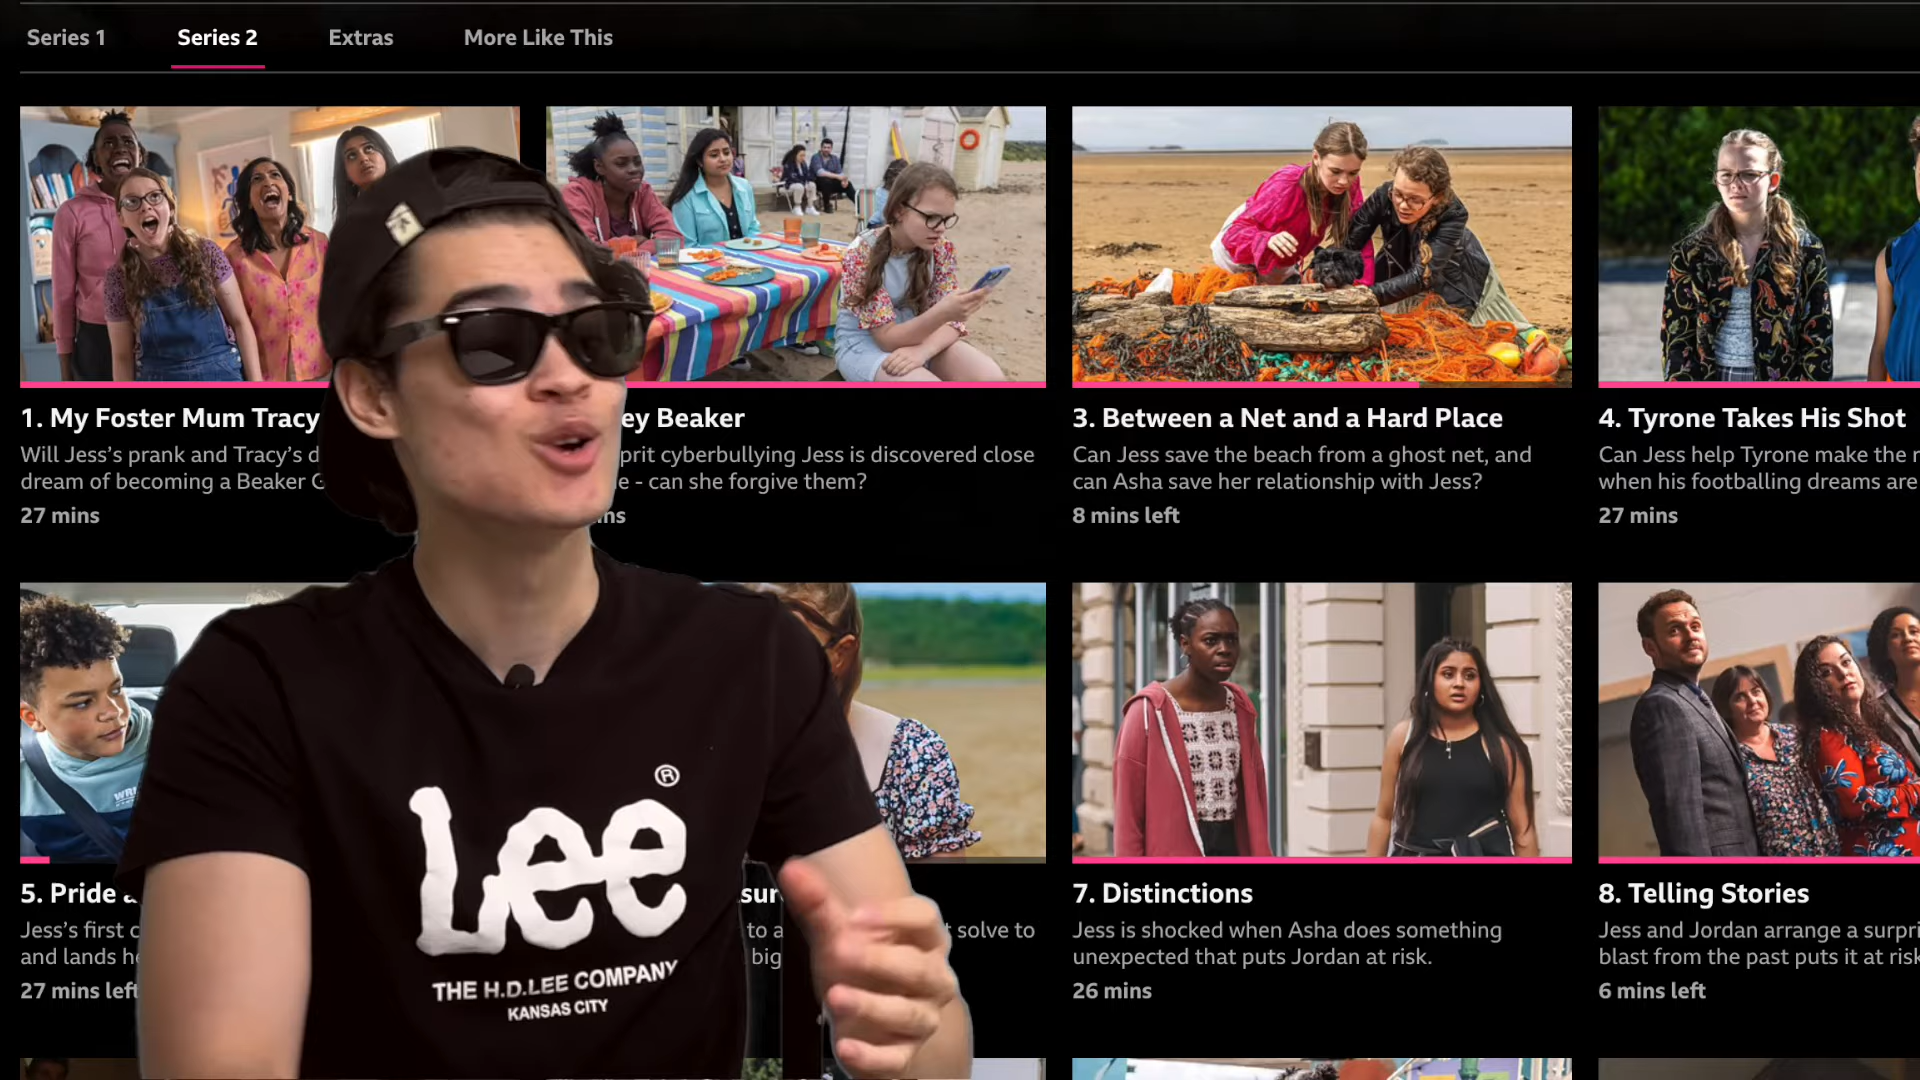 Series 1
Series 2
Extras
More Like This
1. My Foster Mum Tracy
Will Jess's prank and Tracy's
dream of becoming a Beaker
27 mins
Beaker
cyberbullying Jess is discovered close
- can she forgive them?
3. Between a Net and a Hard Place
Can Jess save the beach from a ghost net, and
can Asha save her relationship with Jess?
8 mins left
4. Tyrone Takes His Shot
Can Jess help Tyrone make the
when his footballing dreams are
27 mins
5. Pride
Jess's first
and lands
27 mins left
to
solve to
big
7. Distinctions
Jess is shocked when Asha does something
unexpected that puts Jordan at risk.
26 mins
8. Telling Stories
Jess and Jordan arrange a
blast from the past puts it at risk
6 mins left
Lee ®
THE H.D.LEE COMPANY
KANSAS CITY